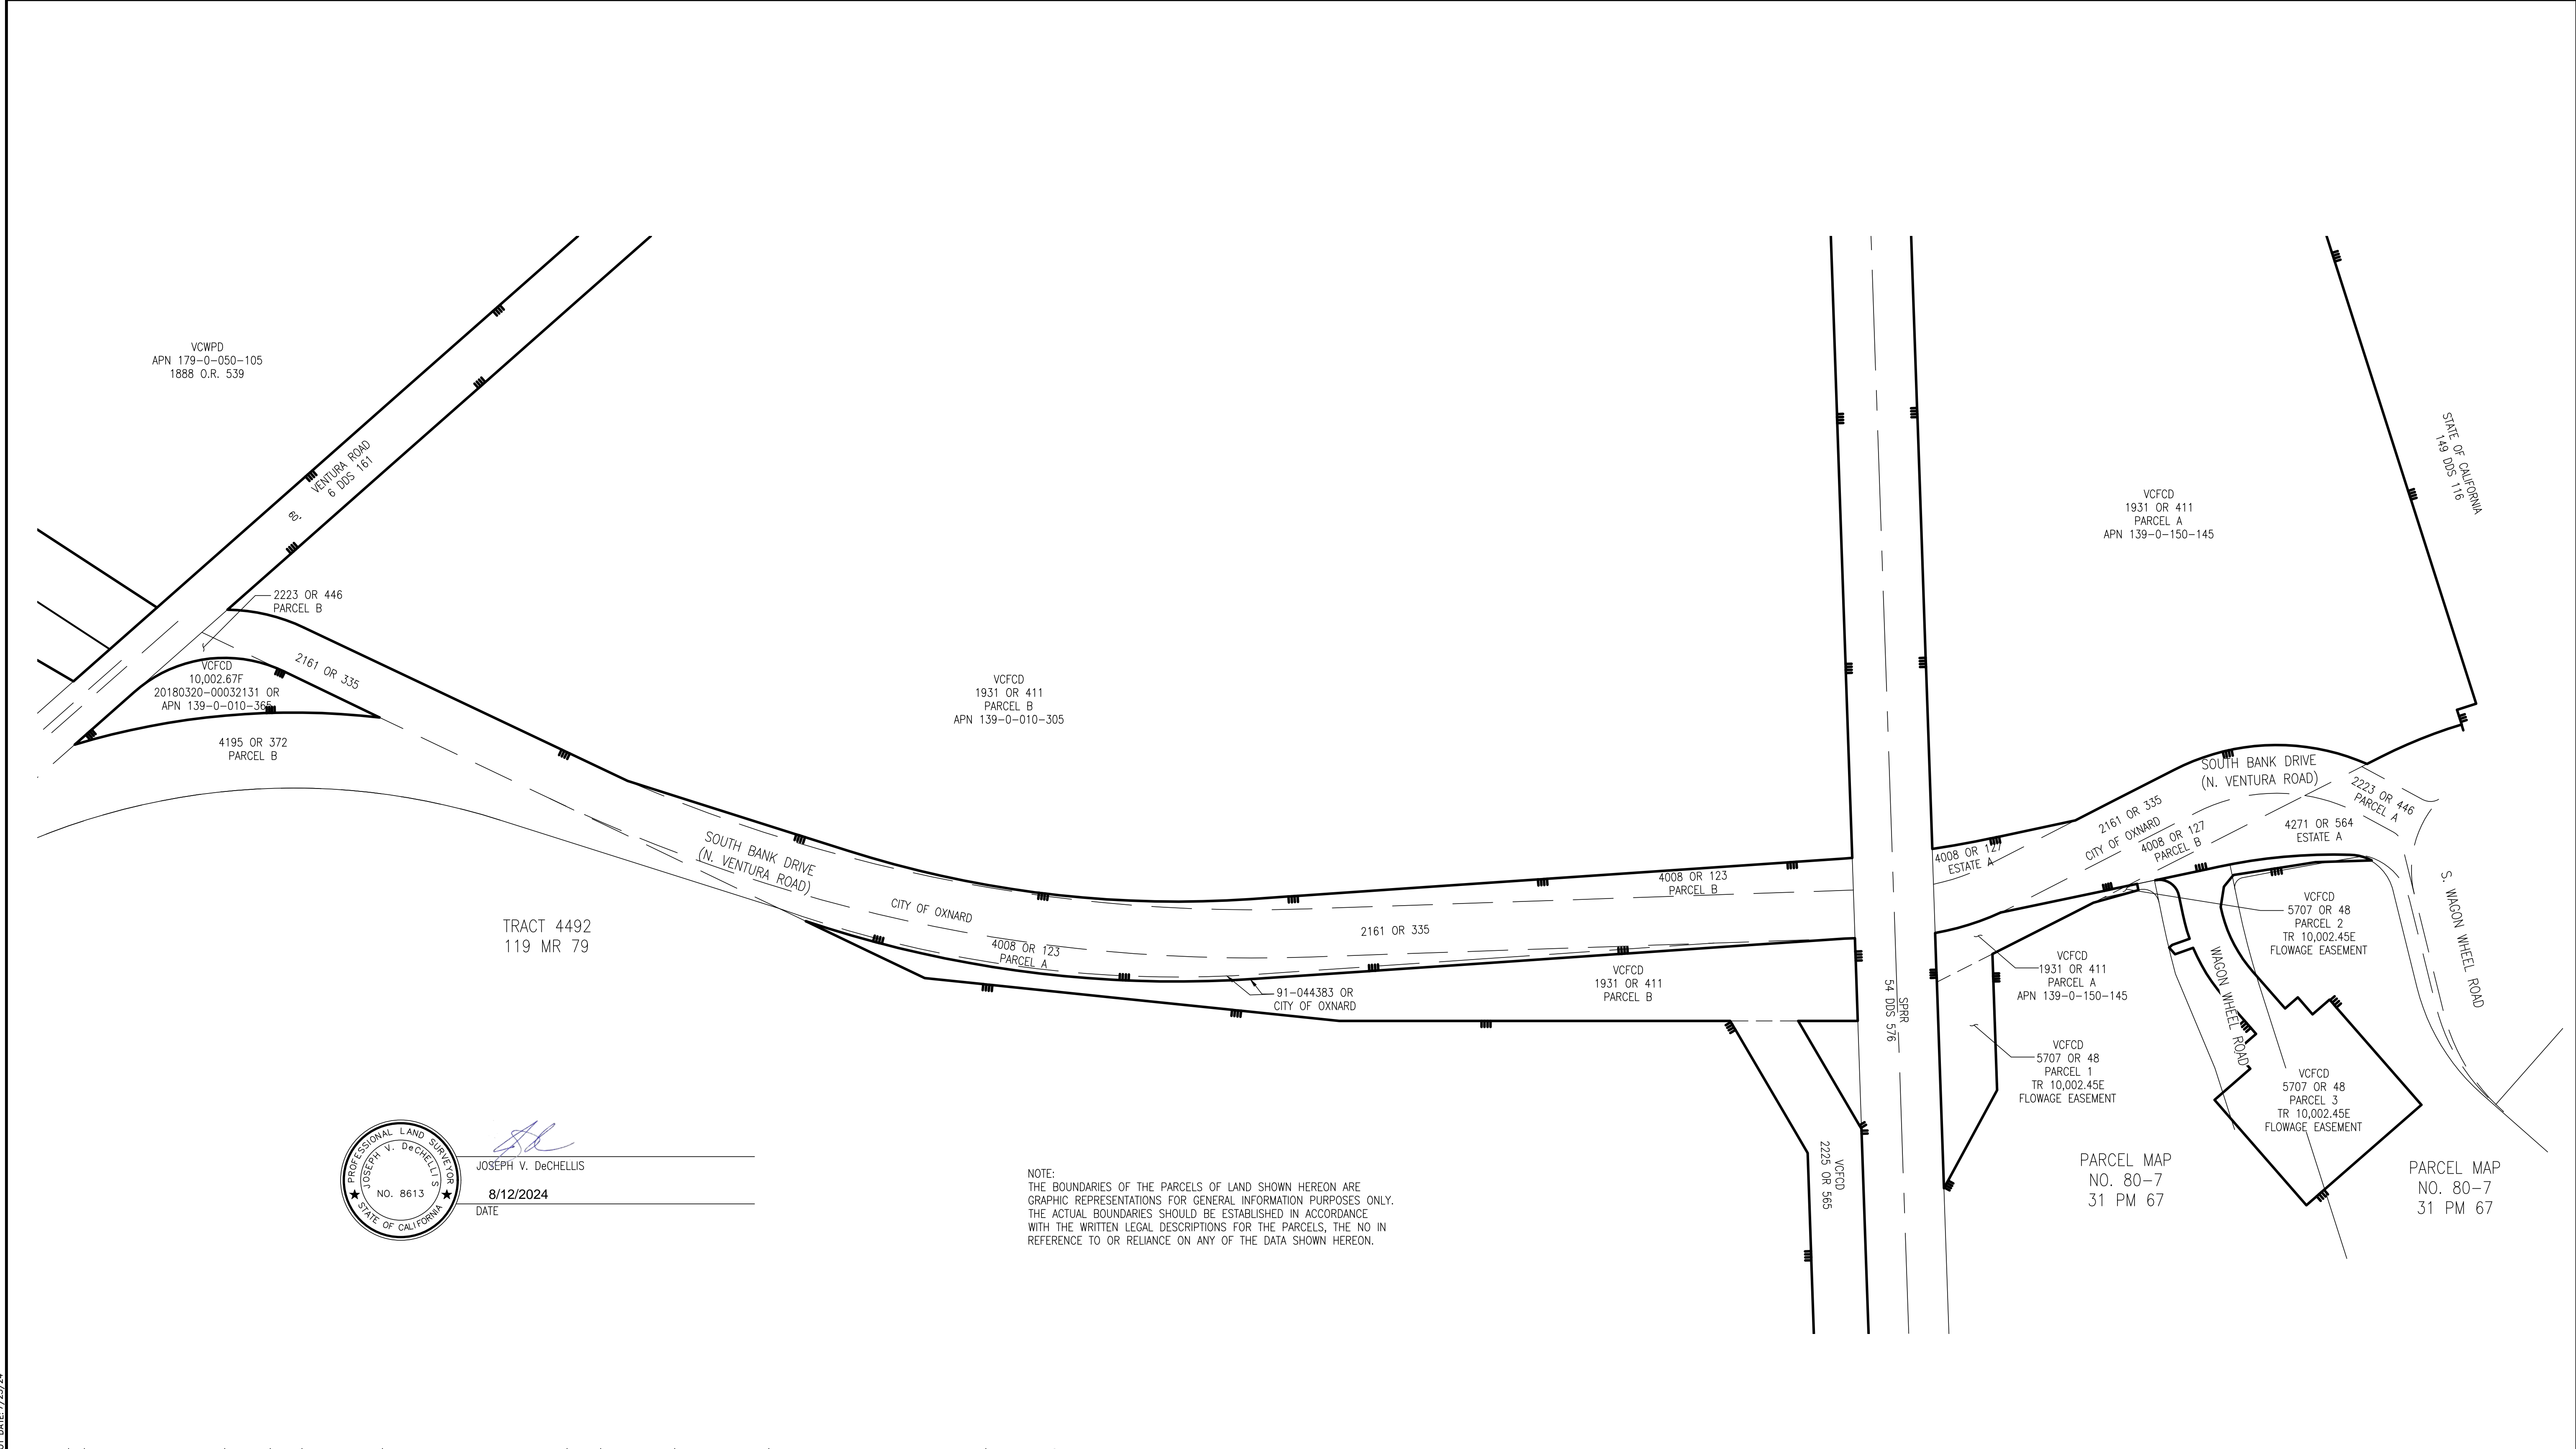 VCWPD
APN 179-0-050-105
1888 O.R. 539
VENTURA ROAD
6 DDS 161
60'
2223 OR 446
PARCEL B
2161 OR 335
VCFCD
10,002.67F
20180320-00032131 OR
APN 139-0-010-365
4195 OR 372
PARCEL B
VCFCD
1931 OR 411
PARCEL B
APN 139-0-010-305
SOUTH BANK DRIVE
(N. VENTURA ROAD)
CITY OF OXNARD
4008 OR 123
PARCEL A
2161 OR 335
4008 OR 123
PARCEL B
91-044383 OR
CITY OF OXNARD
VCFCD
1931 OR 411
PARCEL B
TRACT 4492
119 MR 79
SPRR
54 DDS 576
VCFCD
2225 OR 565
VCFCD
1931 OR 411
PARCEL A
APN 139-0-150-145
STATE OF CALIFORNIA
149 DDS 116
SOUTH BANK DRIVE
(N. VENTURA ROAD)
2223 OR 446
PARCEL A
2161 OR 335
CITY OF OXNARD
4008 OR 127
PARCEL B
4008 OR 127
ESTATE A
4271 OR 564
ESTATE A
S. WAGON WHEEL ROAD
VCFCD
5707 OR 48
PARCEL 2
TR 10,002.45E
FLOWAGE EASEMENT
WAGON WHEEL ROAD
VCFCD
1931 OR 411
PARCEL A
APN 139-0-150-145
VCFCD
5707 OR 48
PARCEL 1
TR 10,002.45E
FLOWAGE EASEMENT
VCFCD
5707 OR 48
PARCEL 3
TR 10,002.45E
FLOWAGE EASEMENT
PARCEL MAP
NO. 80-7
31 PM 67
PARCEL MAP
NO. 80-7
31 PM 67
PROFESSIONAL LAND SURVEYOR
JOSEPH V. DeCHELLIS
NO. 8613
STATE OF CALIFORNIA
JOSEPH V. DeCHELLIS
8/12/2024
DATE
NOTE:
THE BOUNDARIES OF THE PARCELS OF LAND SHOWN HEREON ARE
GRAPHIC REPRESENTATIONS FOR GENERAL INFORMATION PURPOSES ONLY.
THE ACTUAL BOUNDARIES SHOULD BE ESTABLISHED IN ACCORDANCE
WITH THE WRITTEN LEGAL DESCRIPTIONS FOR THE PARCELS, THE NO IN
REFERENCE TO OR RELIANCE ON ANY OF THE DATA SHOWN HEREON.